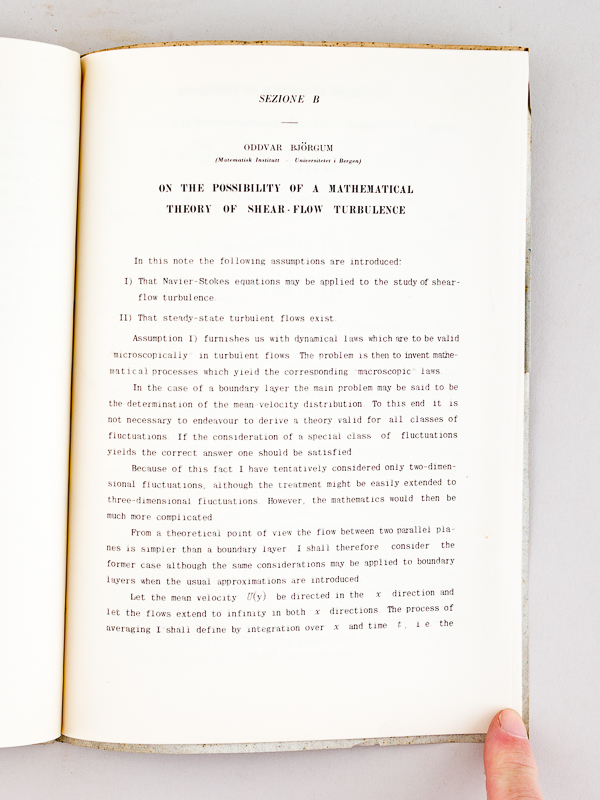 SEZIONE B
ODDVAR BJÖRGUM
(Matematisk Institutt - Universitetet i Bergen)
ON THE POSSIBILITY OF A MATHEMATICAL
THEORY OF SHEAR-FLOW TURBULENCE
In this note the following assumptions are introduced:
I) That Navier-Stokes equations may be applied to the study of shear-
flow turbulence
II) That steady-state turbulent flows exist
Assumption I) furnishes us with dynamical laws which are to be valid
"microscopically" in turbulent flows The problem is then to invent mathe-
matical processes which yield the corresponding "macroscopic" laws
In the case of a boundary layer the main problem may be said to be
the determination of the mean-velocity distribution. To this end it is
not necessary to endeavour to derive a theory valid for all classes of
fluctuations. If the consideration of a special class of fluctuations
yields the correct answer one should be satisfied
Because of this fact I have tentatively considered only two-dimen-
sional fluctuations, although the treatment might be easily extended to
three-dimensional fluctuations. However, the mathematics would then be
much more complicated
From a theoretical point of view the flow between two parallel pla-
nes is simpler than a boundary layer I shall therefore consider the
former case although the same considerations may be applied to boundary
layers when the usual approximations are introduced
Let the mean velocity U(y) be directed in the x direction and
let the flows extend to infinity in both x directions. The process of
averaging I shall define by integration over x and time t, i e the